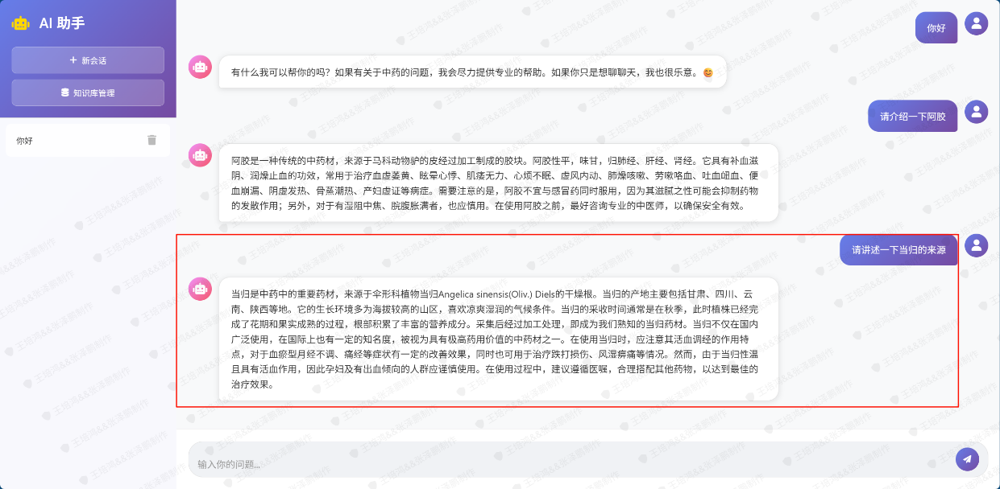 AI 助手
+ 新会话
知识库管理
你好
你好
有什么我可以帮你的吗？如果有关于中药的问题，我会尽力提供专业的帮助。如果你只是想聊聊天，我也很乐意。😊
请介绍一下阿胶
阿胶是一种传统的中药材，来源于马科动物驴的皮经过加工制成的胶块。阿胶性平，味甘，归肺经、肝经、肾经。它具有补血滋
阴、润燥止血的功效，常用于治疗血虚萎黄、眩晕心悸、肌痿无力、心烦不眠、虚风内动、肺燥咳嗽、劳嗽咯血、吐血衄血、便
血崩漏、阴虚发热、骨蒸潮热、产妇虚证等病症。需要注意的是，阿胶不宜与感冒药同时服用，因为其滋腻之性可能会抑制药物
的发散作用；另外，对于有湿阻中焦、脘腹胀满者，也应慎用。在使用阿胶之前，最好咨询专业的中医师，以确保安全有效。
请讲述一下当归的来源
当归是中药中的重要药材，来源于伞形科植物当归Angelica sinensis(Oliv.) Diels的干燥根。当归的产地主要包括甘肃、四川、云
南、陕西等地。它的生长环境多为海拔较高的山区，喜欢凉爽湿润的气候条件。当归的采收时间通常是在秋季，此时植株已经完
成了花期和果实成熟的过程，根部积累了丰富的营养成分。采集后经过加工处理，即成为我们熟知的当归药材。当归不仅在国内
广泛使用，在国际上也有一定的知名度，被视为具有极高药用价值的中药材之一。在使用当归时，应注意其活血调经的作用特
点，对于血瘀型月经不调、痛经等症状有一定的改善效果，同时也可用于治疗跌打损伤、风湿痹痛等情况。然而，由于当归性温
且具有活血作用，因此孕妇及有出血倾向的人群应谨慎使用。在使用过程中，建议遵循医嘱，合理搭配其他药物，以达到最佳的
治疗效果。
输入你的问题...
王培鸿&&张泽鹏制作